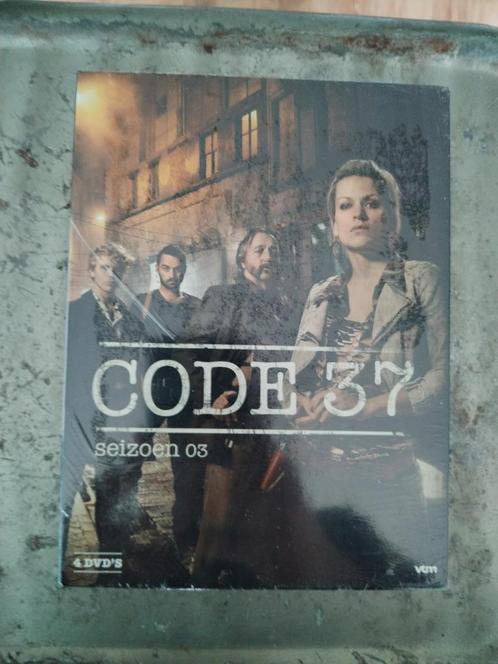 CODE 37
seizoen 03
4 DVD'S
vtm